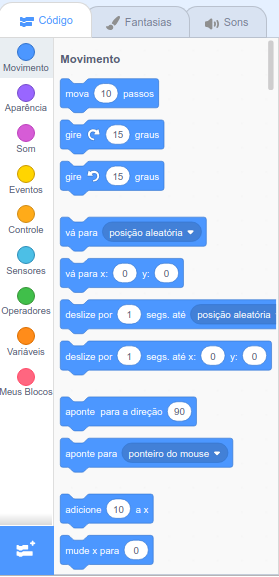 Código Fantasias Sons
Movimento
Aparência
Som
Eventos
Controle
Sensores
Operadores
Variáveis
Meus Blocos
Movimento
mova 10 passos
gire 15 graus
gire 15 graus
vá para posição aleatória
vá para x: 0 y: 0
deslize por 1 segs. até posição aleatória
deslize por 1 segs. até x: 0 y: 0
aponte para a direção 90
aponte para ponteiro do mouse
adicione 10 a x
mude x para 0